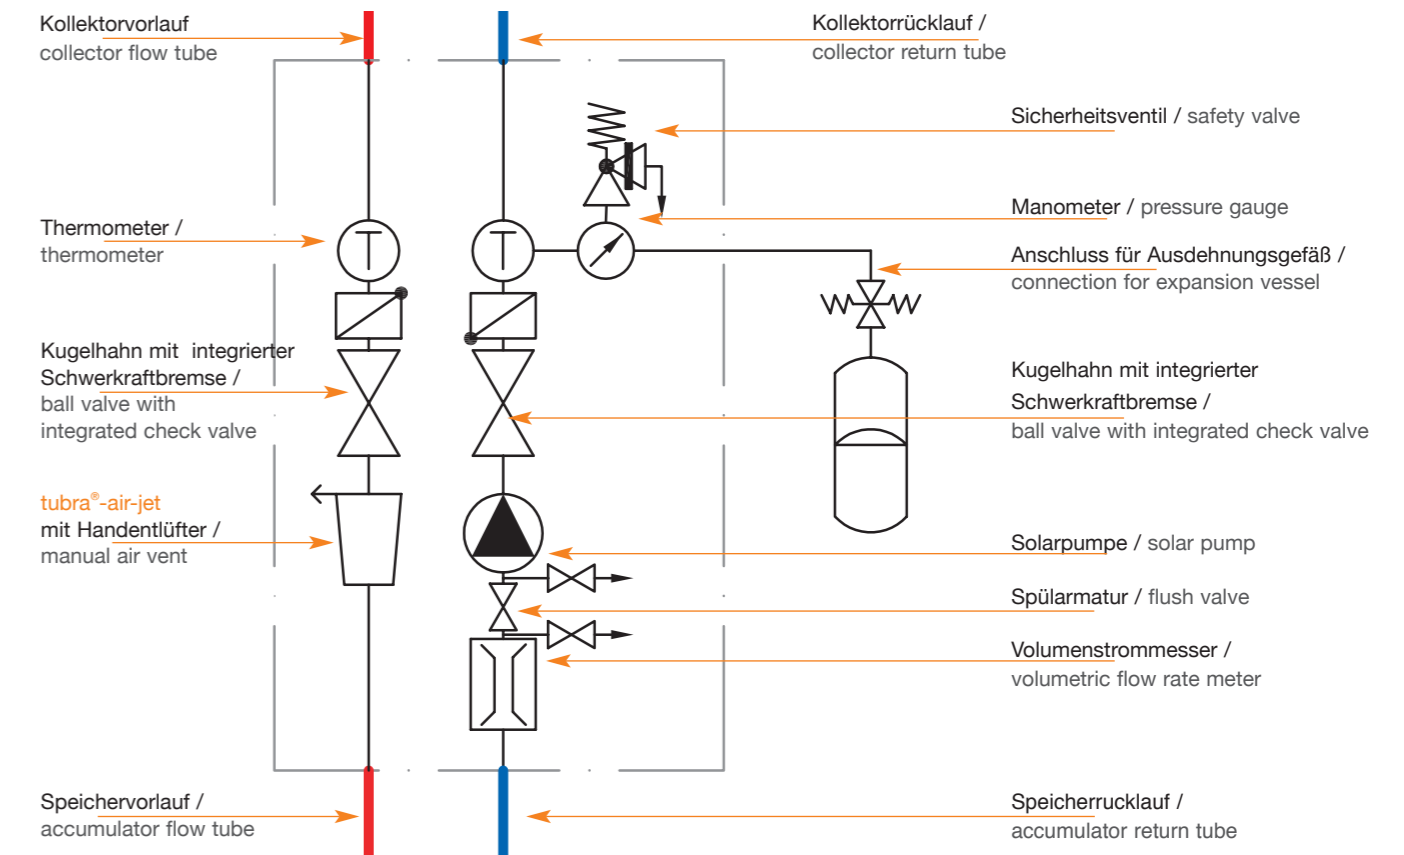 Kollektorvorlauf
collector flow tube
Kollektorrücklauf /
collector return tube
Sicherheitsventil / safety valve
Manometer / pressure gauge
Thermometer /
thermometer
T
T
Anschluss für Ausdehnungsgefäß /
connection for expansion vessel
Kugelhahn mit integrierter
Schwerkraftbremse /
ball valve with
integrated check valve
Kugelhahn mit integrierter
Schwerkraftbremse /
ball valve with integrated check valve
tubra®-air-jet
mit Handentlüfter /
manual air vent
Solarpumpe / solar pump
Spülarmatur / flush valve
Volumenstrommesser /
volumetric flow rate meter
Speichervorlauf /
accumulator flow tube
Speicherrucklauf /
accumulator return tube